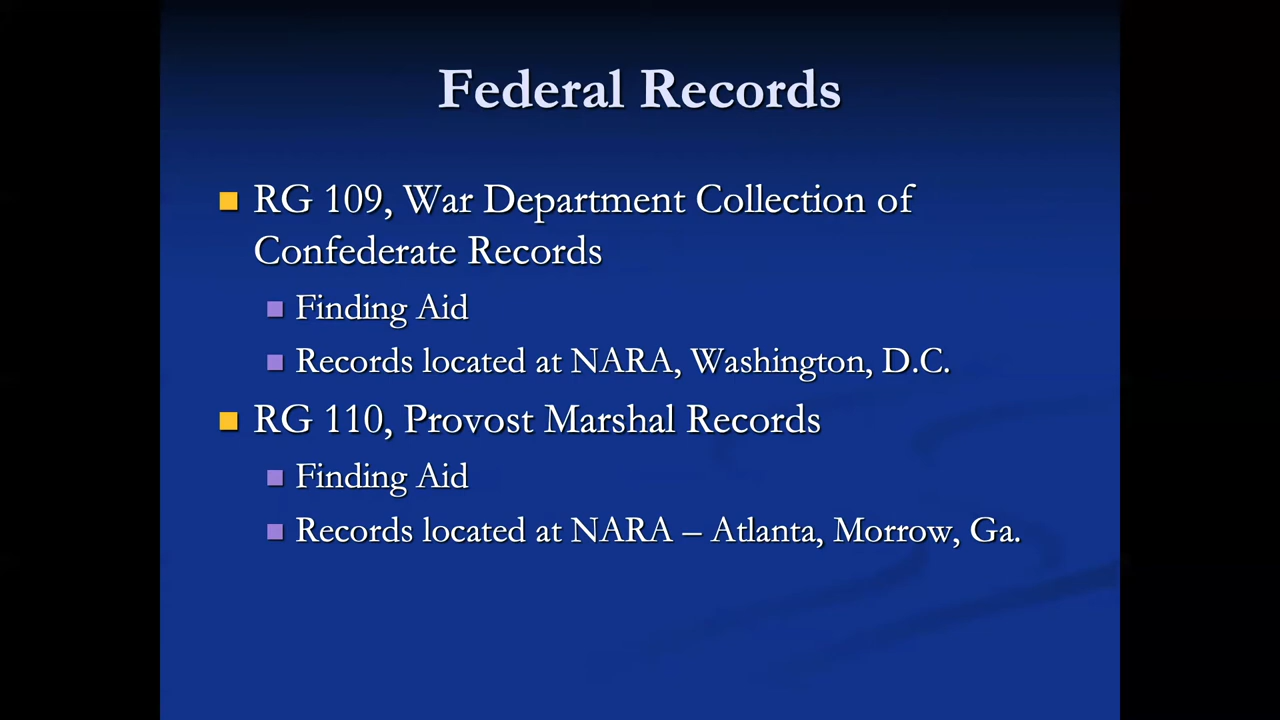 Federal Records
RG 109, War Department Collection of
Confederate Records
Finding Aid
Records located at NARA, Washington, D.C.
RG 110, Provost Marshal Records
Finding Aid
Records located at NARA – Atlanta, Morrow, Ga.